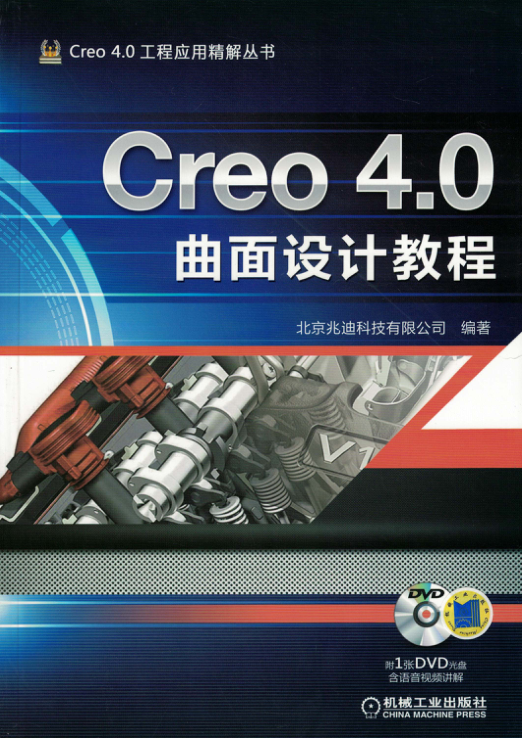 Creo 4.0 工程应用精解丛书
Creo 4.0
曲面设计教程
北京兆迪科技有限公司 编著
V1
DVD
附1张DVD光盘
含语音视频讲解
机械工业出版社
CHINA MACHINE PRESS